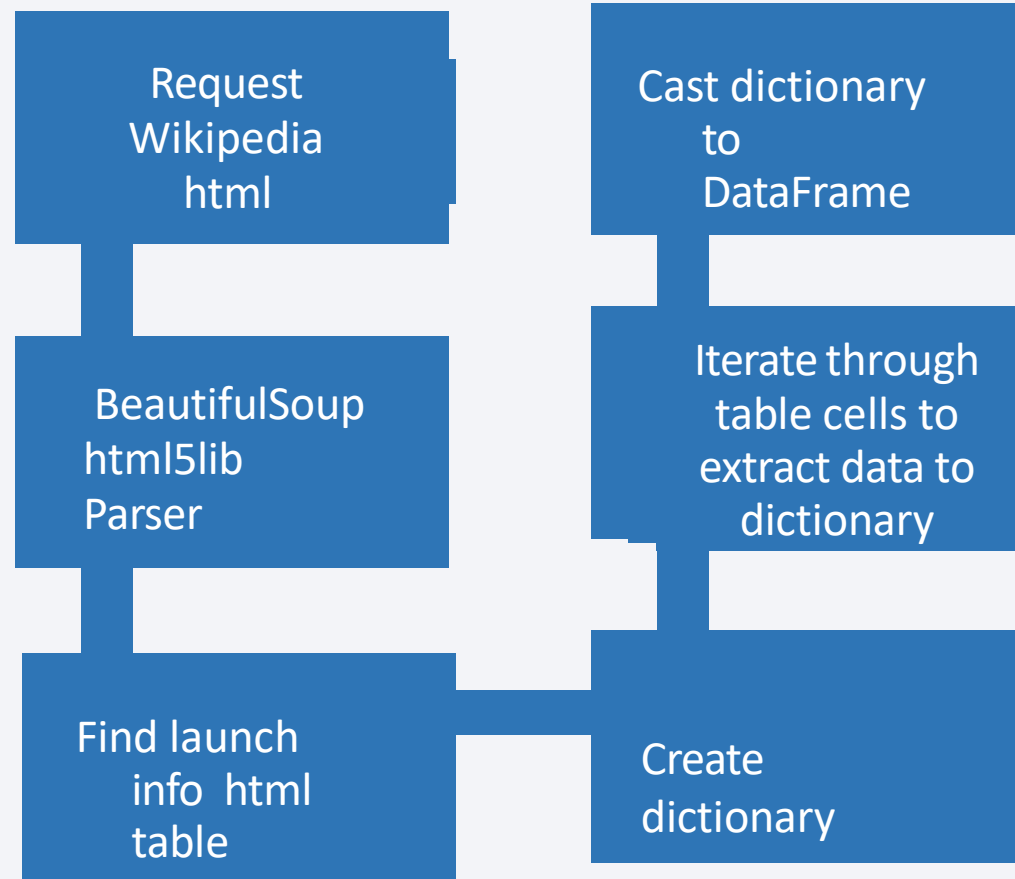 Request
Wikipedia
html
BeautifulSoup
html5lib
Parser
Find launch
info html
table
Cast dictionary
to
DataFrame
Iterate through
table cells to
extract data to
dictionary
Create
dictionary